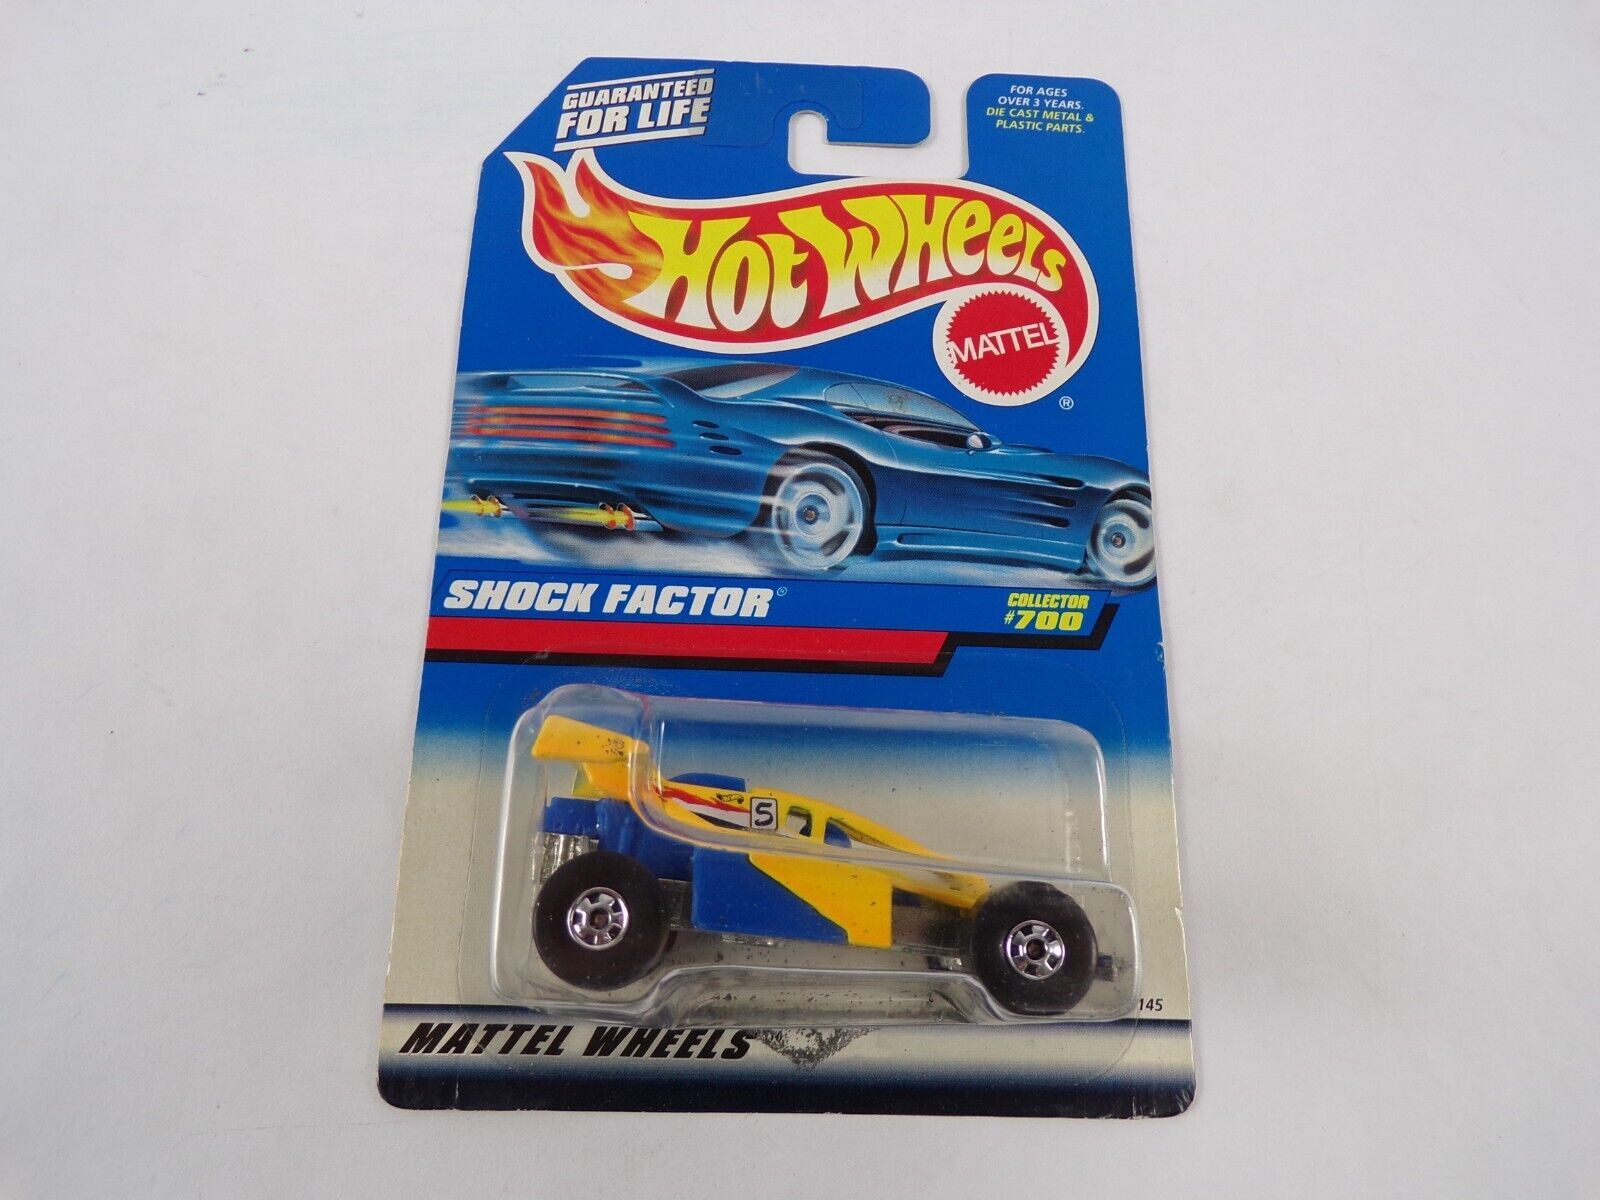 GUARANTEED
FOR LIFE
FOR AGES
OVER 3 YEARS.
DIE CAST METAL &
PLASTIC PARTS.
HOT WHEELS
MATTEL
®
SHOCK FACTOR®
COLLECTOR
#700
5
145
MATTEL WHEELS